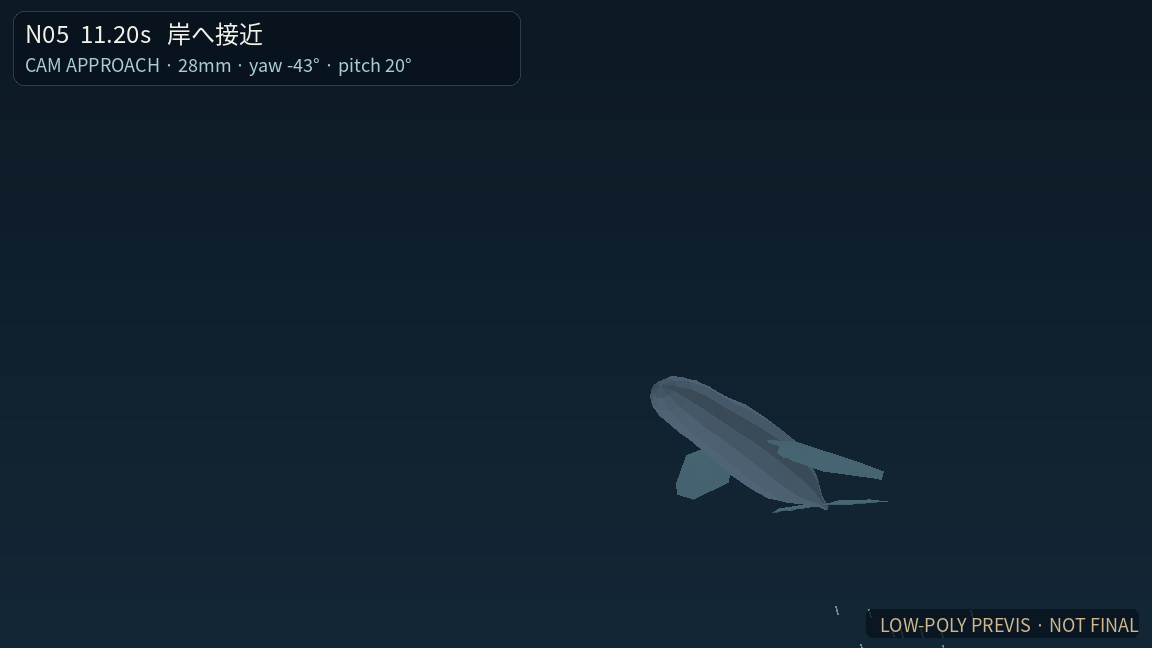 N05 11.20s 岸へ接近
CAM APPROACH · 28mm · yaw -43° · pitch 20°
LOW-POLY PREVIS · NOT FINAL